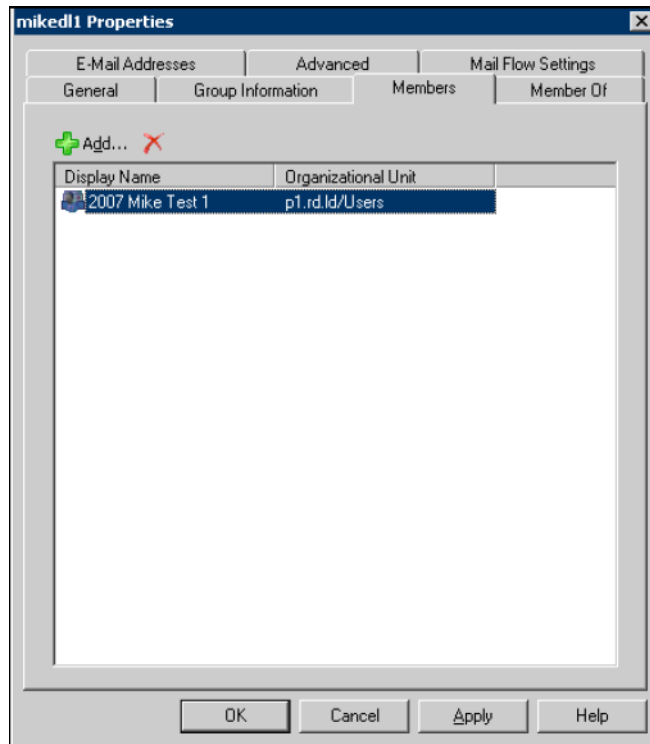 mikedl1 Properties
E-Mail Addresses Advanced Mail Flow Settings
General Group Information Members Member Of
Add...
Display Name Organizational Unit
2007 Mike Test 1 p1.rd.ld/Users
OK Cancel Apply Help